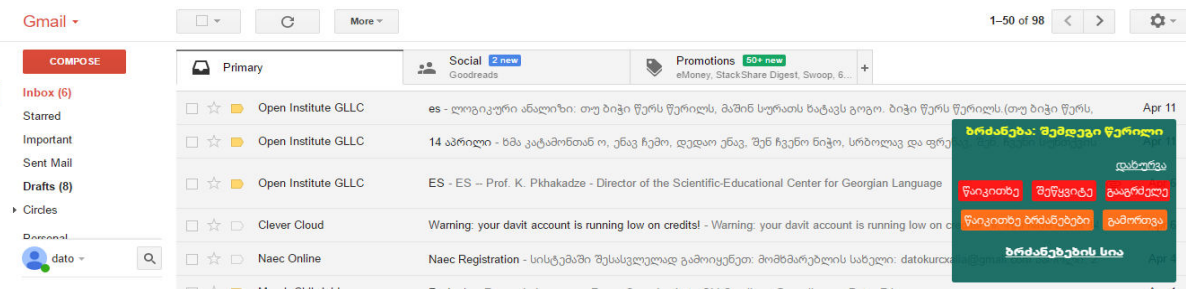 Gmail
More
1–50 of 98
COMPOSE
Inbox (6)
Starred
Important
Sent Mail
Drafts (8)
Circles
Personal
dato
Primary
Social 2 new
Goodreads
Promotions 50+ new
eMoney, StackShare Digest, Swoop, 6...
+
Open Institute GLLC es - ლოგიკური ანალიზი: თუ ბიჭი წერს წერილს, მაშინ სურათს ხატავს გოგო. ბიჭი წერს წერილს.(თუ ბიჭი წერს, Apr 11
Open Institute GLLC 14 აპრილი - ხმა კატამონთან ო, ენავ ჩემო, დედაო ენავ, შენ ჩვენო ნიჭო, სრბოლავ და
Open Institute GLLC ES - ES -- Prof. K. Pkhakadze - Director of the Scientific-Educational Center for Georgian Language
Clever Cloud Warning: your davit account is running low on credits! - Warning: your davit account is running low on
Naec Online Naec Registration - სისტემაში შესასვლელად გამოიყენეთ: მომხმარებლის სახელი: Apr 4
ბრძანება: შემდეგი წერილი
დახურვა
წაიკითხე შეწყვიტე გააგრძელე
წაიკითხე ბრძანებები გამორთვა
ბრძანებების სია